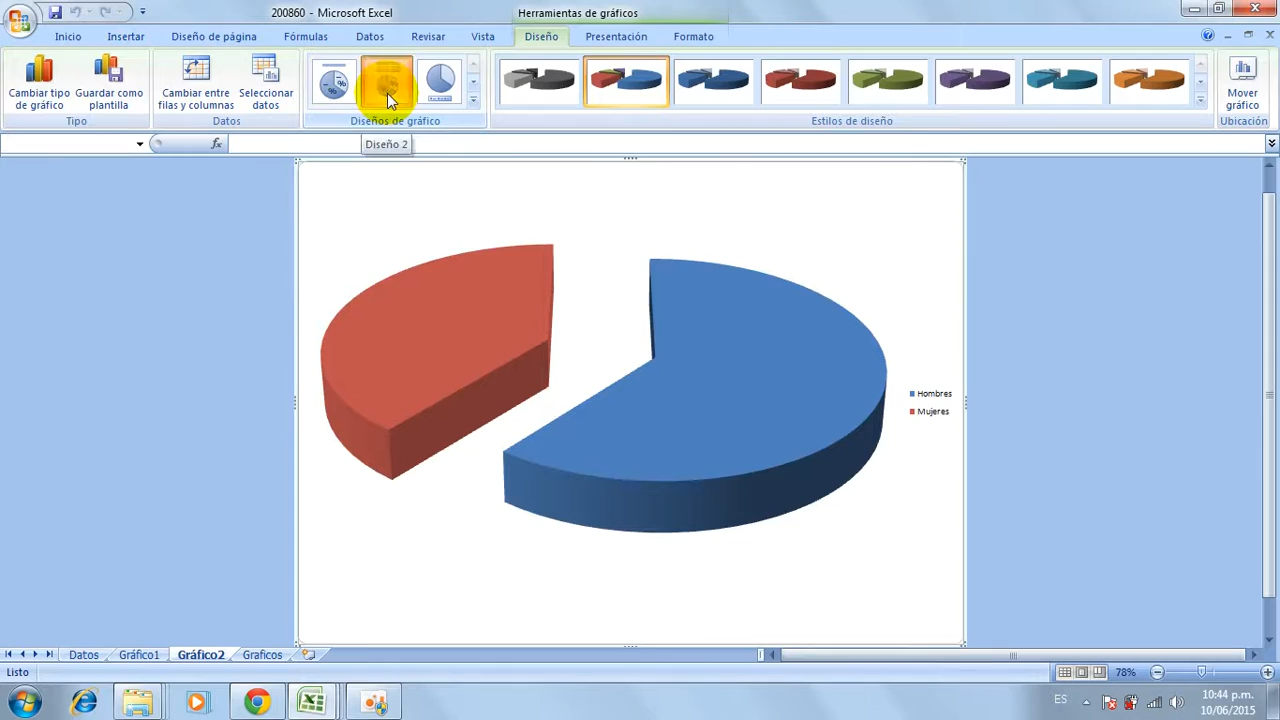 200860 - Microsoft Excel
Herramientas de gráficos
Inicio
Insertar
Diseño de página
Fórmulas
Datos
Revisar
Vista
Diseño
Presentación
Formato
Cambiar tipo de gráfico
Guardar como plantilla
Cambiar entre filas y columnas
Seleccionar datos
Mover gráfico
Tipo
Datos
Diseños de gráfico
Estilos de diseño
Ubicación
fx
Diseño 2
Hombres
Mujeres
Datos
Gráfico1
Gráfico2
Graficos
Listo
78%
ES
10:44 p.m.
10/06/2015